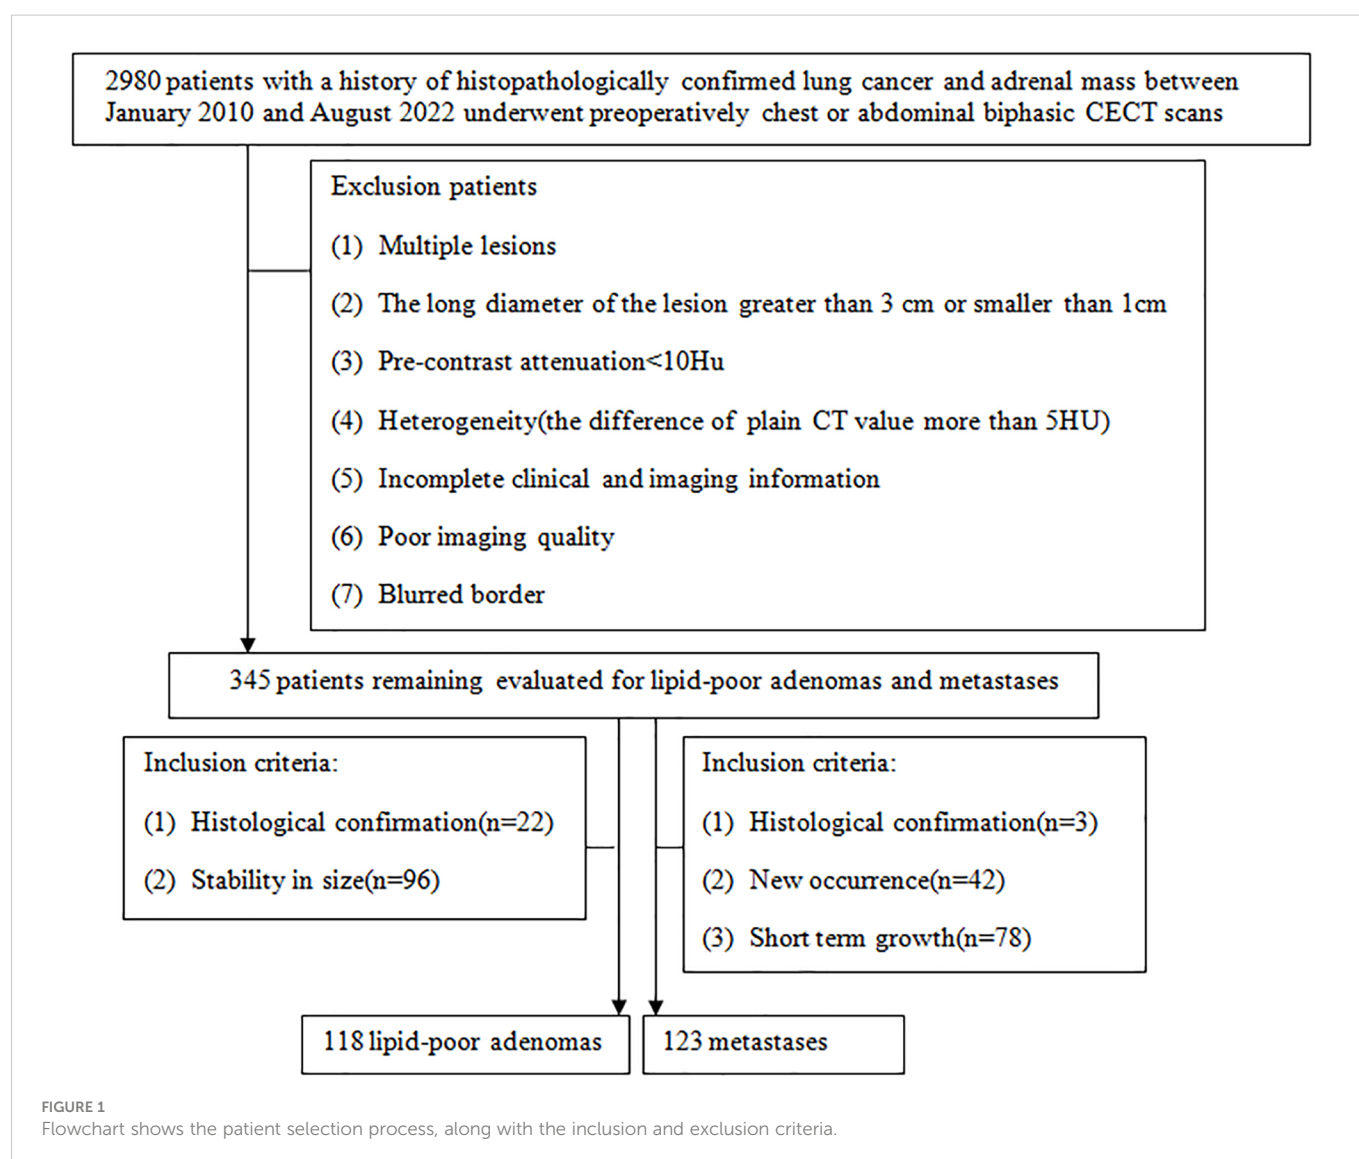 2980 patients with a history of histopathologically confirmed lung cancer and adrenal mass between
January 2010 and August 2022 underwent preoperatively chest or abdominal biphasic CECT scans
Exclusion patients
(1) Multiple lesions
(2) The long diameter of the lesion greater than 3 cm or smaller than 1cm
(3) Pre-contrast attenuation<10Hu
(4) Heterogeneity(the difference of plain CT value more than 5HU)
(5) Incomplete clinical and imaging information
(6) Poor imaging quality
(7) Blurred border
345 patients remaining evaluated for lipid-poor adenomas and metastases
Inclusion criteria:
(1) Histological confirmation(n=22)
(2) Stability in size(n=96)
Inclusion criteria:
(1) Histological confirmation(n=3)
(2) New occurrence(n=42)
(3) Short term growth(n=78)
118 lipid-poor adenomas
123 metastases
FIGURE 1
Flowchart shows the patient selection process, along with the inclusion and exclusion criteria.